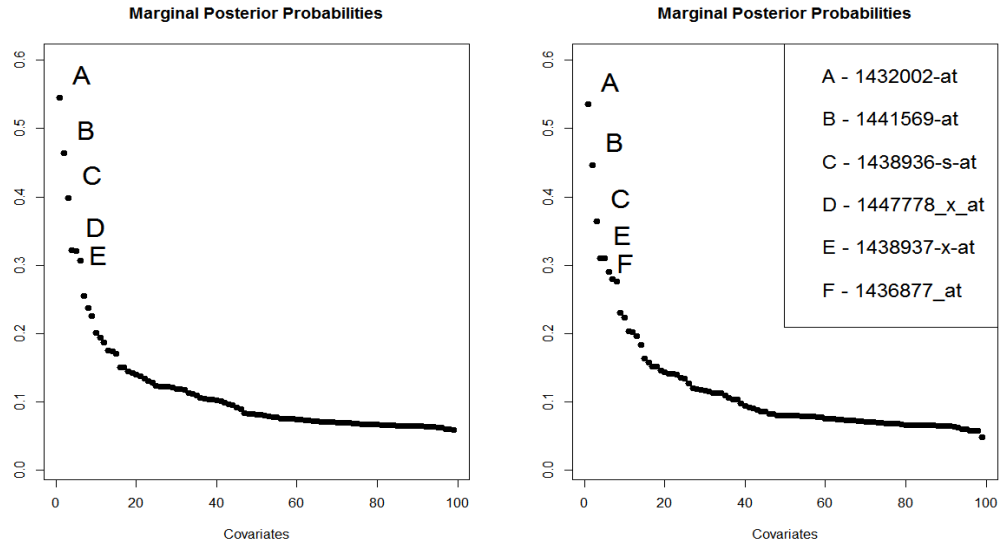 Marginal Posterior Probabilities
0.6
0.5
0.4
0.3
0.2
0.1
0.0
A
B
C
D
E
0 20 40 60 80 100
Covariates
Marginal Posterior Probabilities
0.6
0.5
0.4
0.3
0.2
0.1
0.0
A
B
C
E
F
A - 1432002-at
B - 1441569-at
C - 1438936-s-at
D - 1447778_x_at
E - 1438937-x-at
F - 1436877_at
0 20 40 60 80 100
Covariates